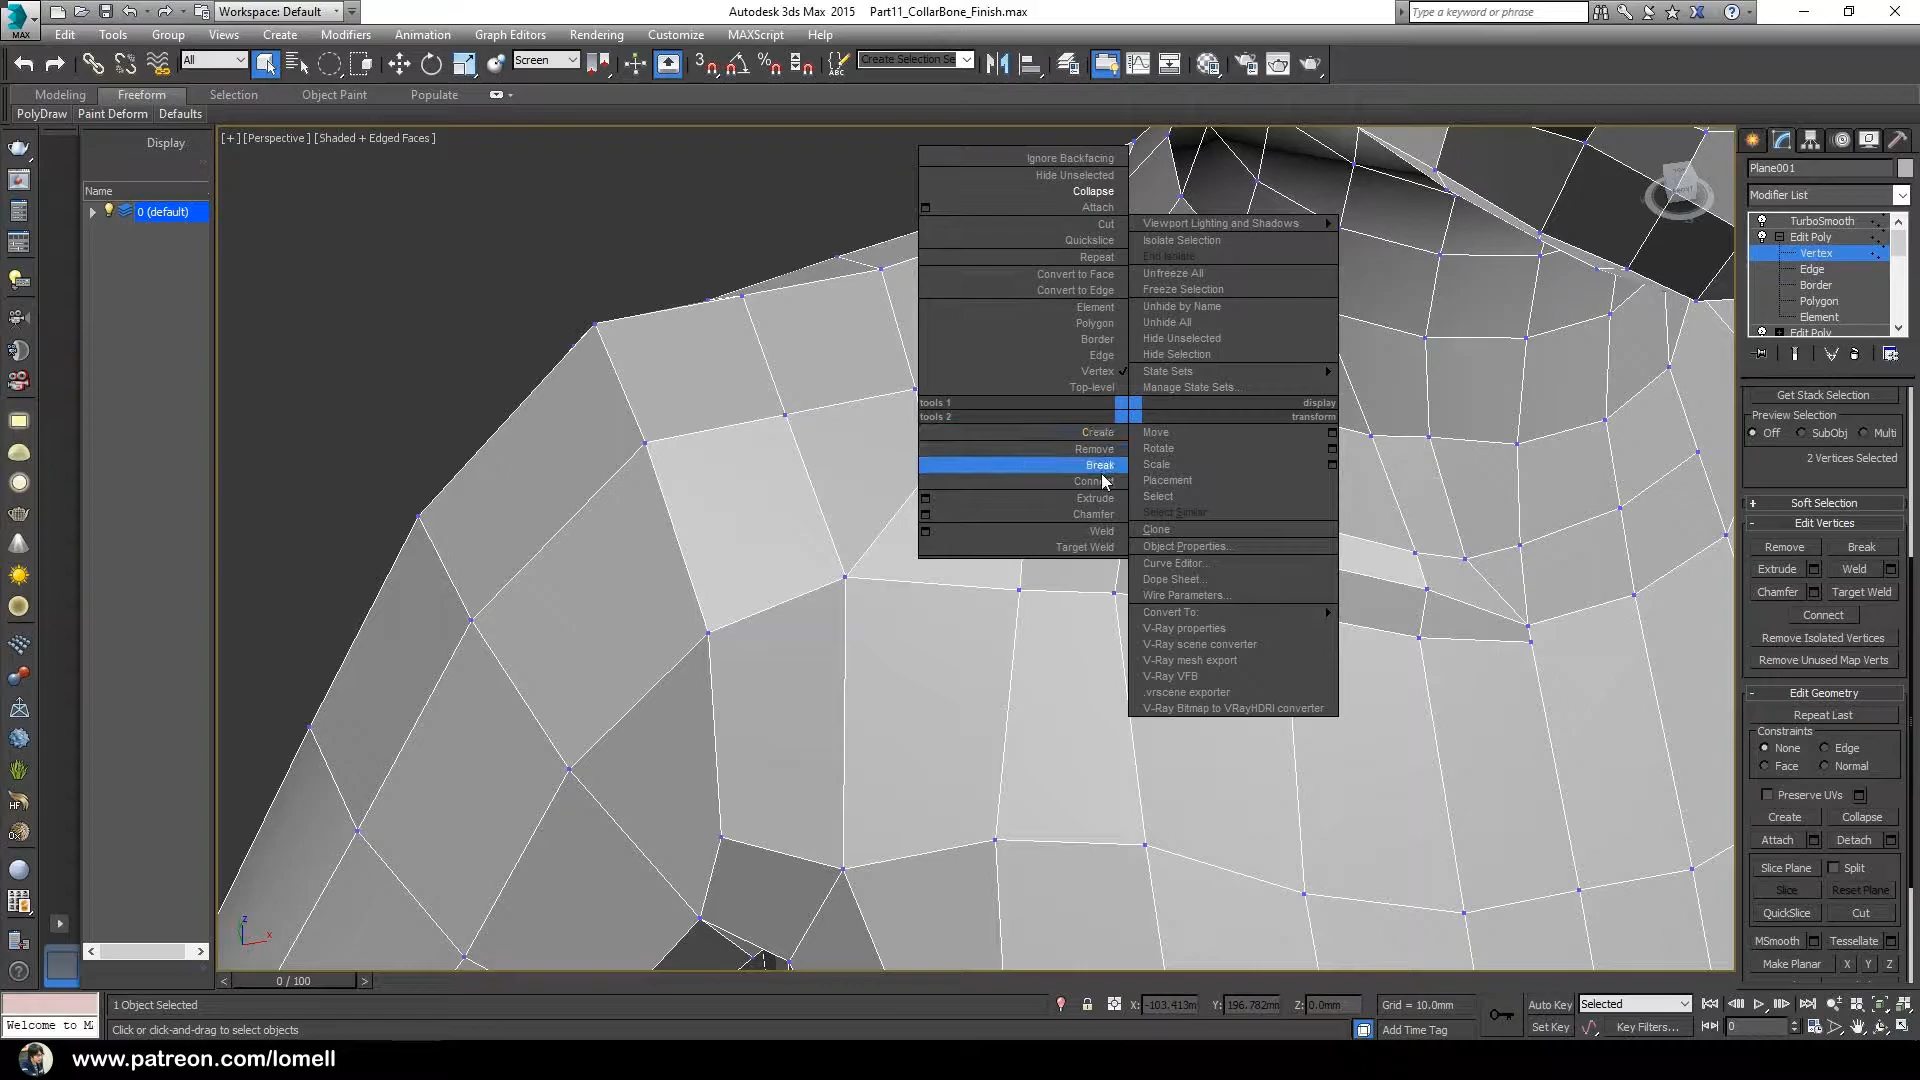 MAX
Workspace: Default
Autodesk 3ds Max 2015    Part11_CollarBone_Finish.max
Type a keyword or phrase
Edit Tools Group Views Create Modifiers Animation Graph Editors Rendering Customize MAXScript Help
All
Screen
Create Selection Se
Modeling Freeform Selection Object Paint Populate
PolyDraw Paint Deform Defaults
Display
Name
0 (default)
[+] [Perspective] [Shaded + Edged Faces]
Ignore Backfacing
Hide Unselected
Collapse
Attach
Cut
Quickslice
Repeat
Convert to Face
Convert to Edge
Element
Polygon
Border
Edge
Vertex
Top-level
tools 1
tools 2
Create
Remove
Break
Connect
Extrude
Chamfer
Weld
Target Weld
Viewport Lighting and Shadows
Isolate Selection
End Isolate
Unfreeze All
Freeze Selection
Unhide by Name
Unhide All
Hide Unselected
Hide Selection
State Sets
Manage State Sets...
display
transform
Move
Rotate
Scale
Placement
Select
Select Similar
Clone
Object Properties...
Curve Editor...
Dope Sheet...
Wire Parameters...
Convert To:
V-Ray properties
V-Ray scene converter
V-Ray mesh export
V-Ray VFB
.vrscene exporter
V-Ray Bitmap to VRayHDRI converter
Plane001
Modifier List
TurboSmooth
Edit Poly
Vertex
Edge
Border
Polygon
Element
Edit Poly
Get Stack Selection
Preview Selection
Off SubObj Multi
2 Vertices Selected
+ Soft Selection
- Edit Vertices
Remove Break
Extrude Weld
Chamfer Target Weld
Connect
Remove Isolated Vertices
Remove Unused Map Verts
- Edit Geometry
Repeat Last
Constraints
None Edge
Face Normal
Preserve UVs
Create Collapse
Attach Detach
Slice Plane Split
Slice Reset Plane
QuickSlice Cut
MSmooth Tessellate
Make Planar X Y Z
z
x
< 0 / 100 >
1 Object Selected
X: -103.413m Y: 196.782mm Z: 0.0mm Grid = 10.0mm
Auto Key Selected
Welcome to M
Click or click-and-drag to select objects
Add Time Tag
Set Key Key Filters... 0
www.patreon.com/lomell